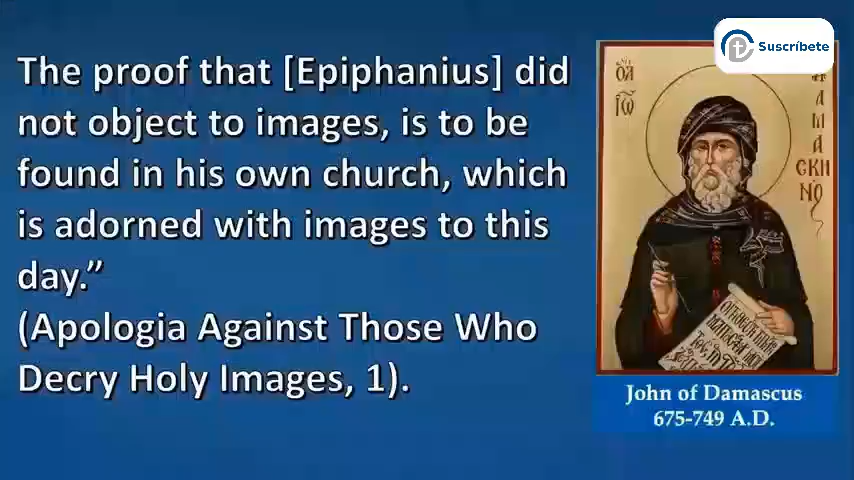 The proof that [Epiphanius] did
not object to images, is to be
found in his own church, which
is adorned with images to this
day.”
(Apologia Against Those Who
Decry Holy Images, 1).
Suscríbete
John of Damascus
675-749 A.D.